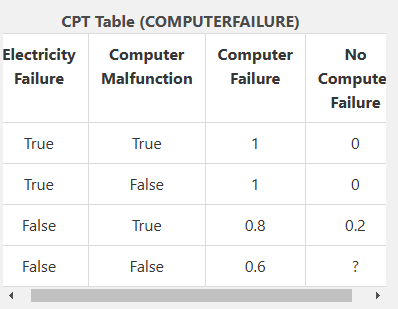 CPT Table (COMPUTERFAILURE)
Electricity Computer Computer No
Failure Malfunction Failure Compute
Failure
True True 1 0
True False 1 0
False True 0.8 0.2
False False 0.6 ?